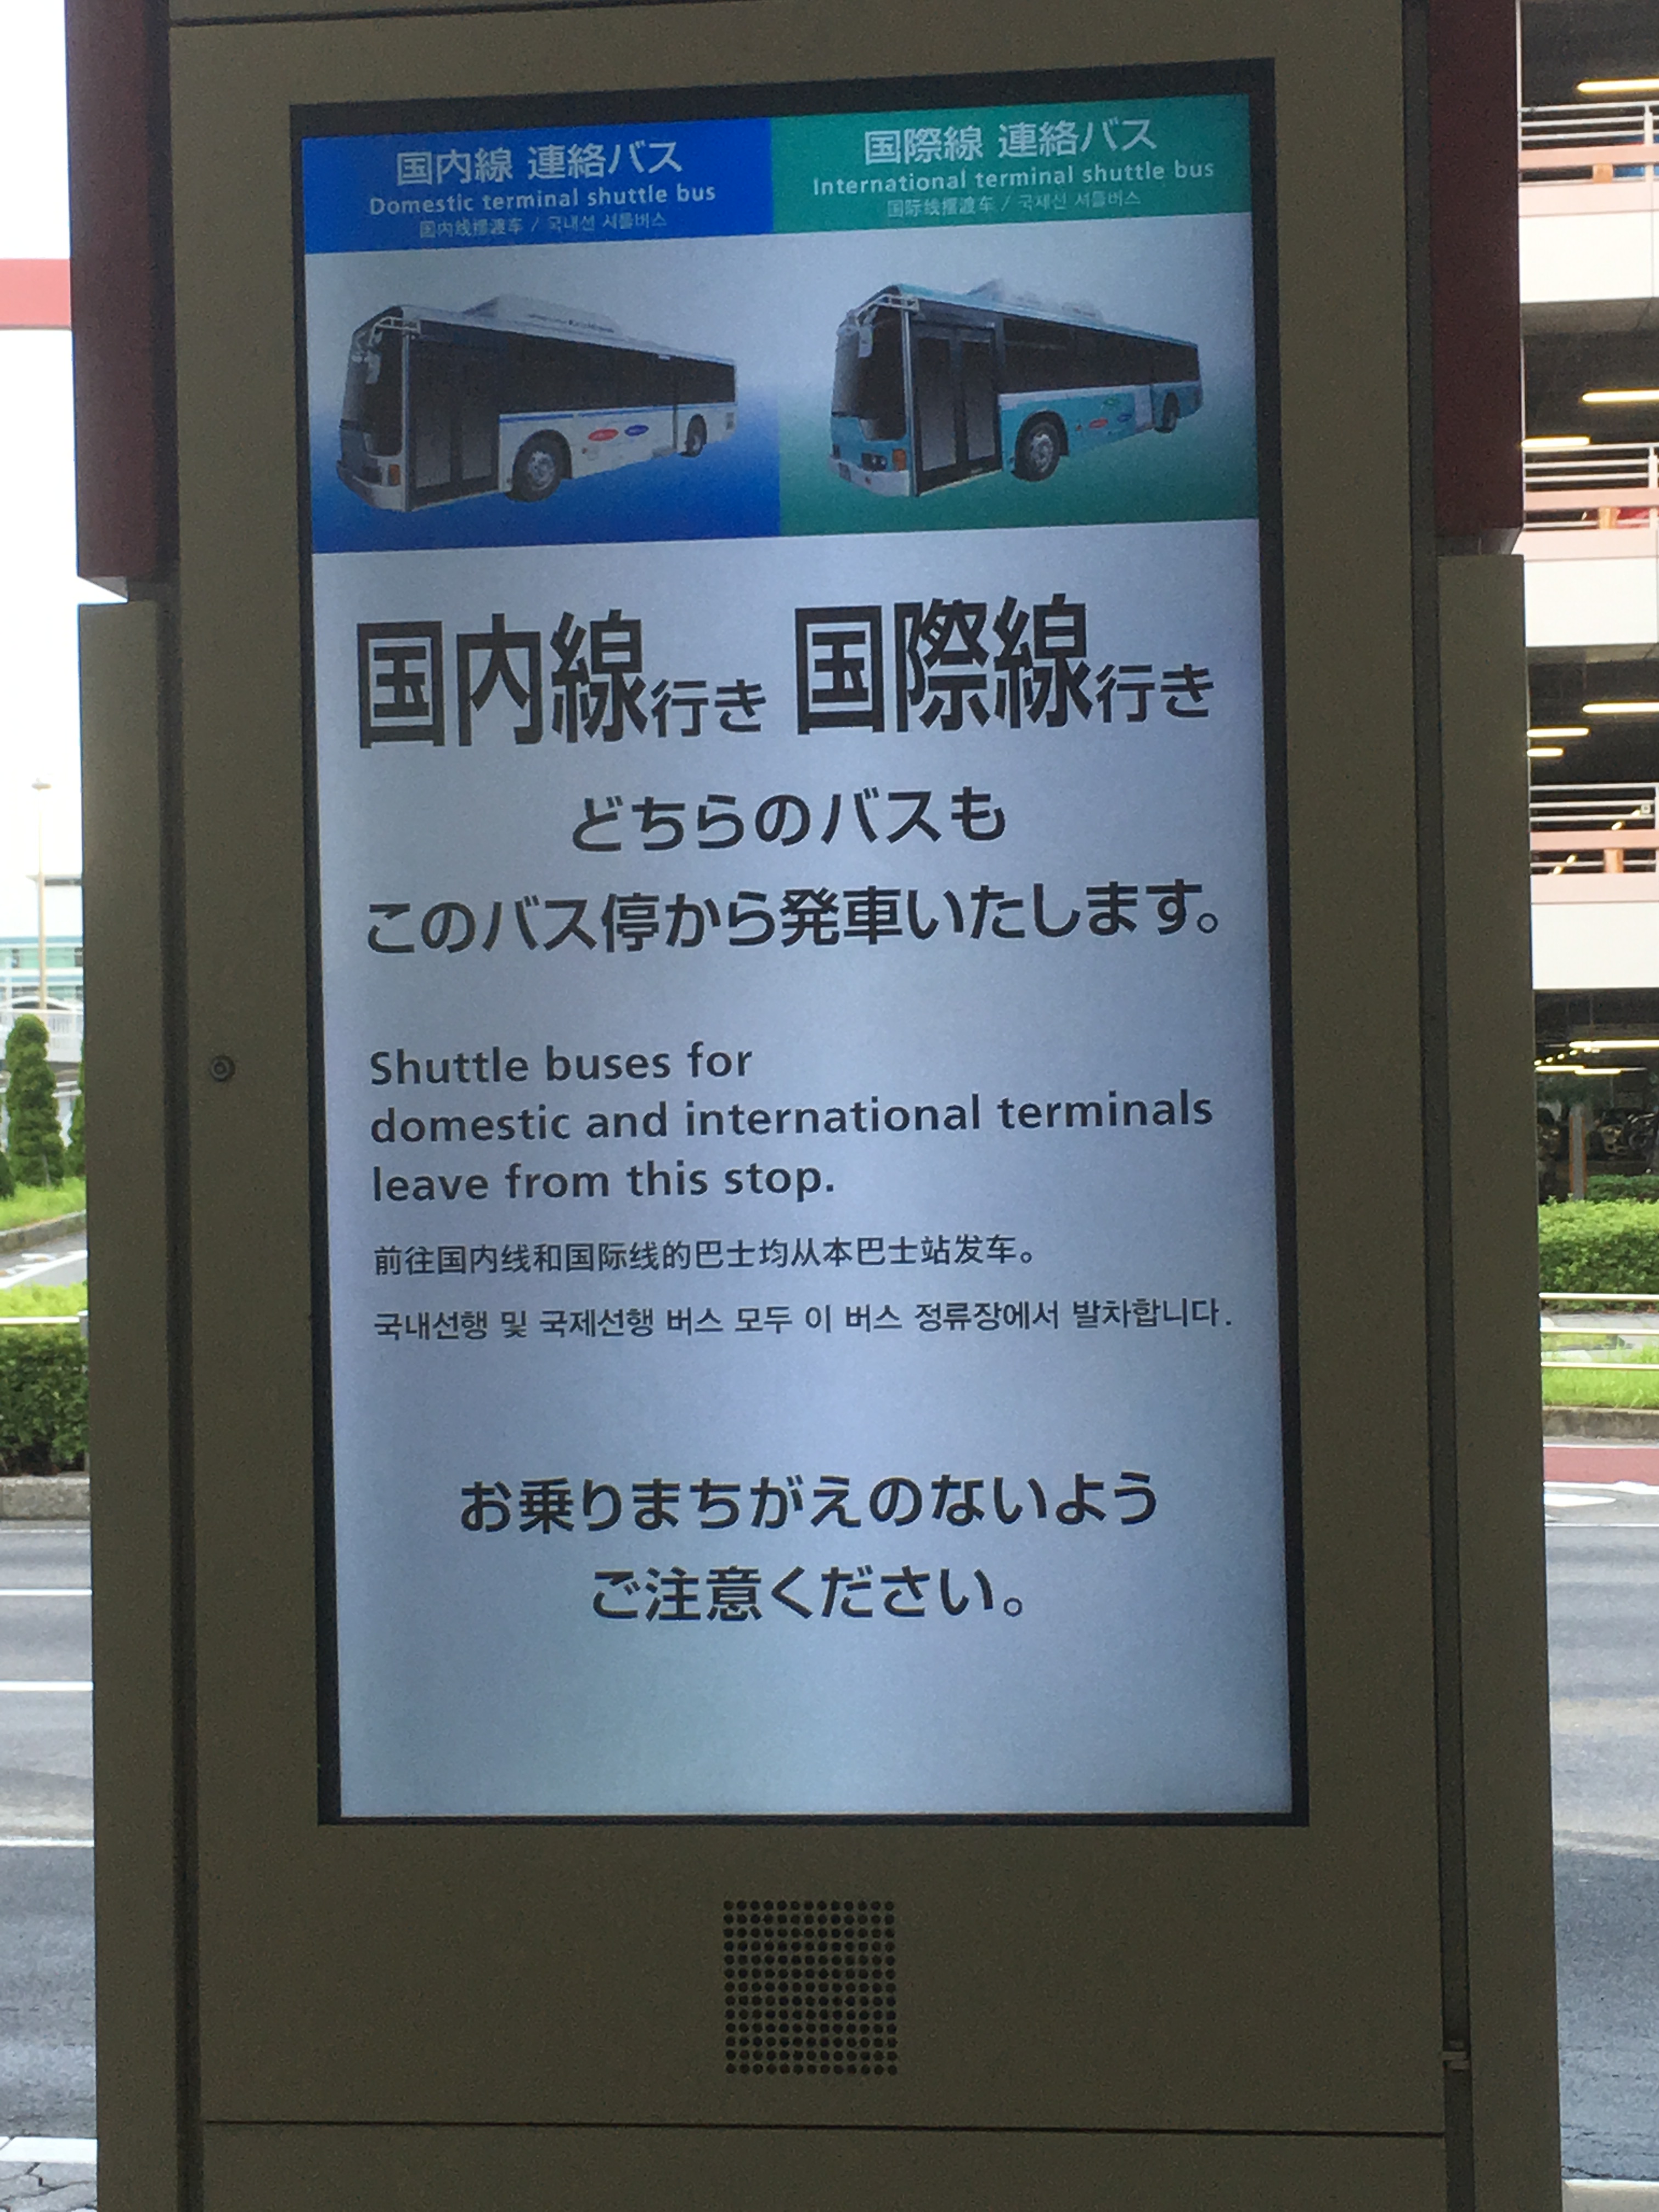 国内線 連絡バス
Domestic terminal shuttle bus
国内线摆渡车 / 국내선 셔틀버스
国際線 連絡バス
International terminal shuttle bus
国际线摆渡车 / 국제선 셔틀버스
国内線行き 国際線行き
どちらのバスも
このバス停から発車いたします。
Shuttle buses for
domestic and international terminals
leave from this stop.
前往国内线和国际线的巴士均从本巴士站发车。
국내선행 및 국제선행 버스 모두 이 버스 정류장에서 발차합니다.
お乗りまちがえのないよう
ご注意ください。